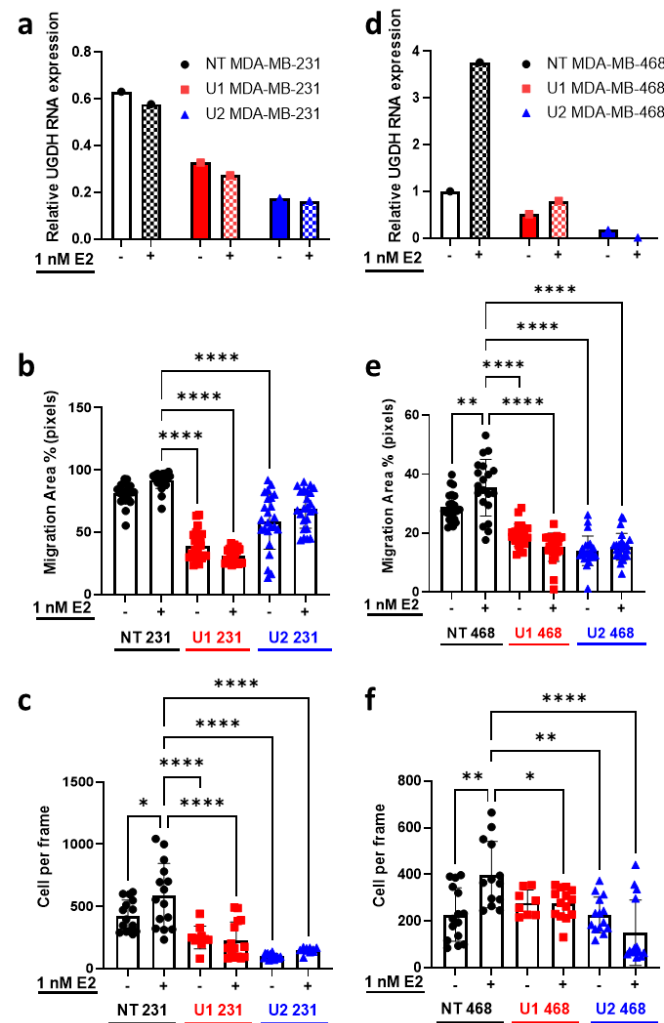 a
Relative UGDH RNA expression
0.8
0.6
0.4
0.2
0.0
NT MDA-MB-231
U1 MDA-MB-231
U2 MDA-MB-231
- + - + - +
1 nM E2
d
Relative UGDH RNA expression
4
3
2
1
0
NT MDA-MB-468
U1 MDA-MB-468
U2 MDA-MB-468
- + - + - +
1 nM E2
b
Migration Area % (pixels)
150
100
50
0
****
****
****
- + - + - +
1 nM E2
NT 231 U1 231 U2 231
e
Migration Area % (pixels)
60
40
20
0
****
****
****
** ****
- + - + - +
1 nM E2
NT 468 U1 468 U2 468
c
Cell per frame
1500
1000
500
0
****
****
****
* ****
- + - + - +
1 nM E2
NT 231 U1 231 U2 231
f
Cell per frame
800
600
400
200
0
****
**
** *
- + - + - +
1 nM E2
NT 468 U1 468 U2 468